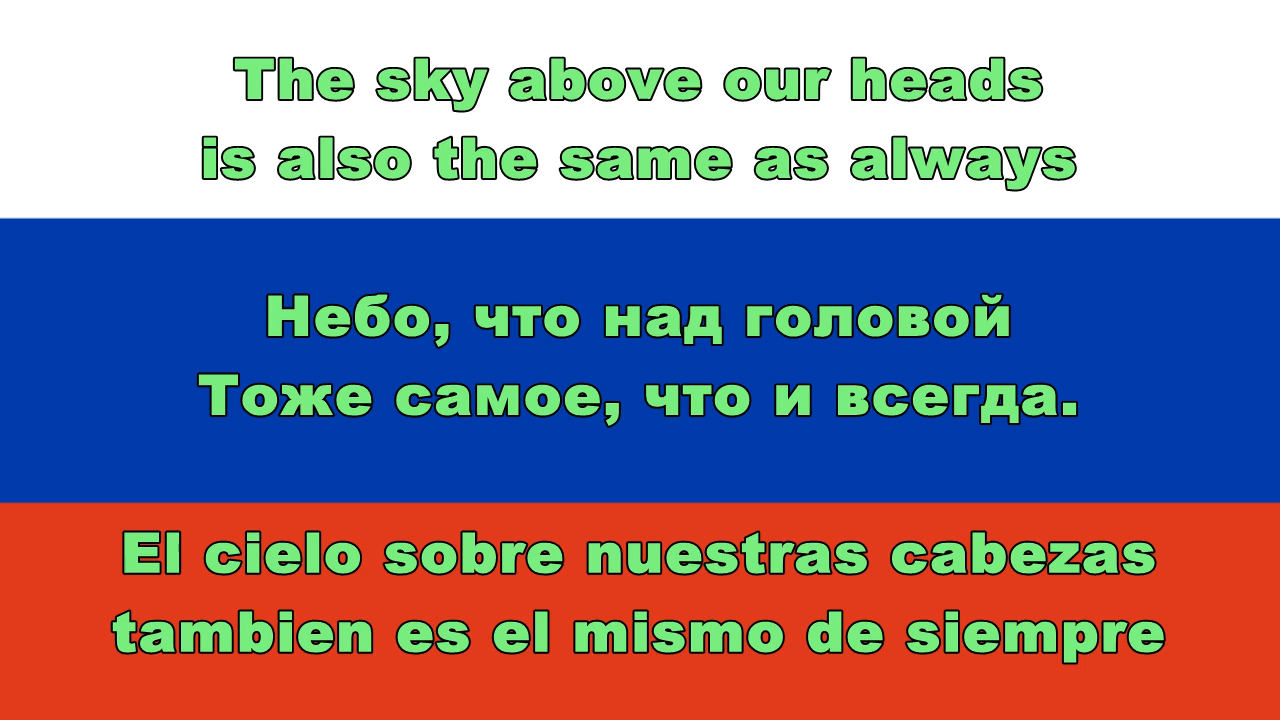 The sky above our heads
is also the same as always
Небо, что над головой
Тоже самое, что и всегда.
El cielo sobre nuestras cabezas
tambien es el mismo de siempre